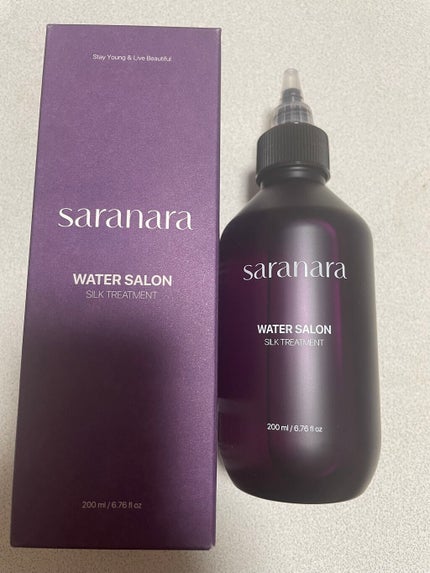 Stay Young & Live Beautiful
saranara
WATER SALON
SILK TREATMENT
200 ml / 6.76 fl oz
saranara
WATER SALON
SILK TREATMENT
200 ml / 6.76 fl oz